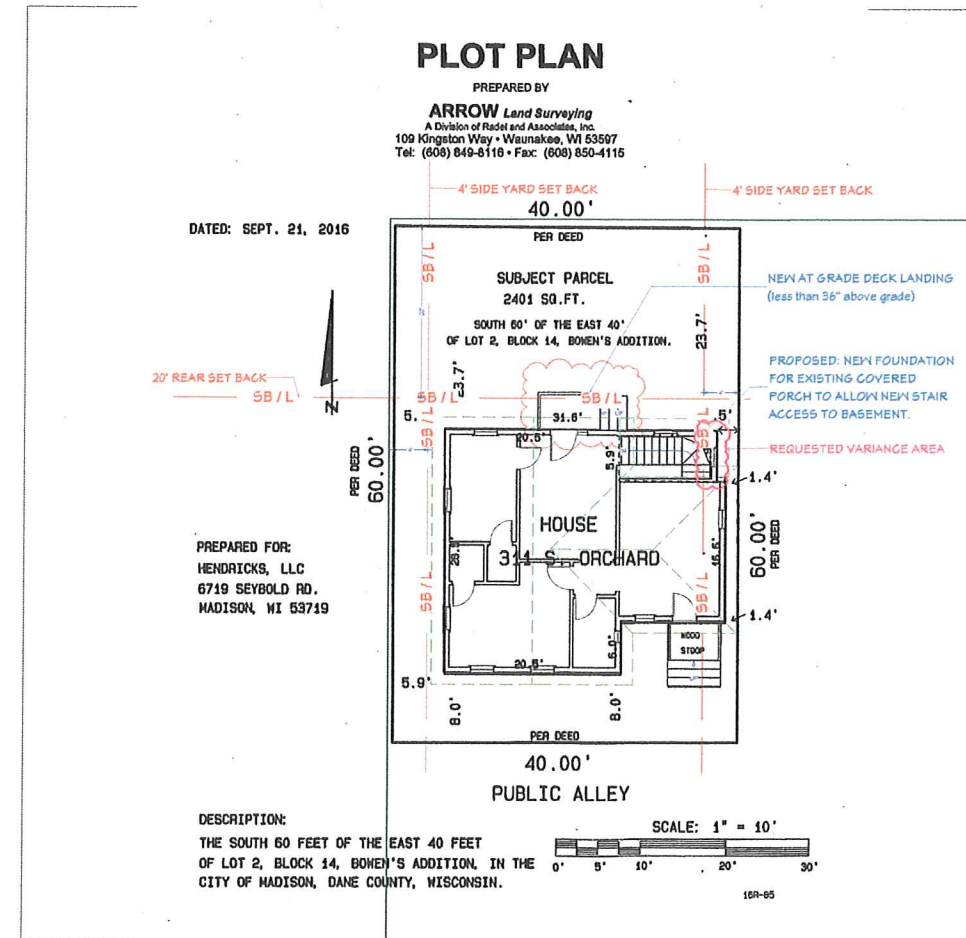 PLOT PLAN
PREPARED BY
ARROW Land Surveying
A Division of Radel and Associates, Inc.
109 Kingston Way • Waunakee, WI 53597
Tel: (608) 849-8116 • Fax: (608) 850-4115
4' SIDE YARD SET BACK
4' SIDE YARD SET BACK
40.00'
PER DEED
DATED: SEPT. 21, 2016
SB/L
SB/L
SUBJECT PARCEL
2401 SQ.FT.
SOUTH 60' OF THE EAST 40'
OF LOT 2, BLOCK 14, BOWEN'S ADDITION.
NEW AT GRADE DECK LANDING
(less than 36" above grade)
23.7'
23.7'
20' REAR SET BACK
SB/L
SB/L
SB/L
PROPOSED: NEW FOUNDATION
FOR EXISTING COVERED
PORCH TO ALLOW NEW STAIR
ACCESS TO BASEMENT.
N
5.
31.6'
.5'
SB/L
SB/L
20.5'
5.9'
REQUESTED VARIANCE AREA
1.4'
PER DEED
60.00'
HOUSE
311 S. ORCHARD
16.6'
60.00'
PER DEED
PREPARED FOR:
HENDRICKS, LLC
6719 SEYBOLD RD.
MADISON, WI 53719
SB/L
SB/L
1.4'
WOOD
STOOP
6.0'
20.5'
5.9'
8.0'
8.0'
PER DEED
40.00'
PUBLIC ALLEY
DESCRIPTION:
THE SOUTH 60 FEET OF THE EAST 40 FEET
OF LOT 2, BLOCK 14, BOWEN'S ADDITION, IN THE
CITY OF MADISON, DANE COUNTY, WISCONSIN.
SCALE: 1" = 10'
0' 5' 10' 20' 30'
16R-85